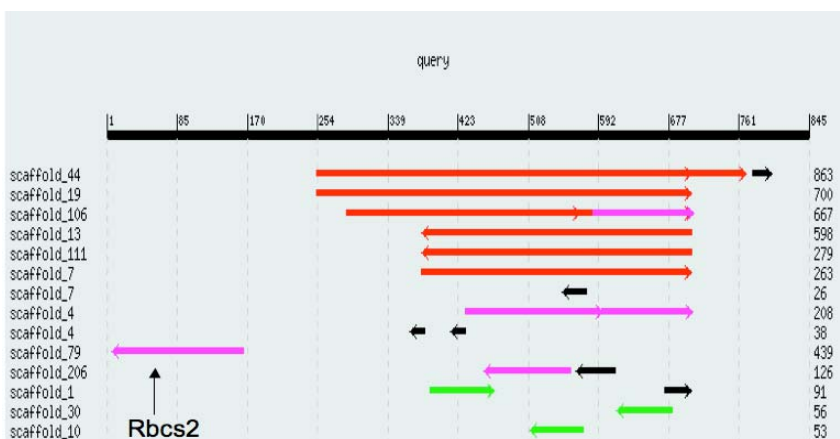 query
1 85 170 254 339 423 508 592 677 761 845
scaffold_44 863
scaffold_19 700
scaffold_106 667
scaffold_13 598
scaffold_111 279
scaffold_7 263
scaffold_7 26
scaffold_4 208
scaffold_4 38
scaffold_79 439
scaffold_206 126
scaffold_1 91
scaffold_30 56
scaffold_10 53
Rbcs2